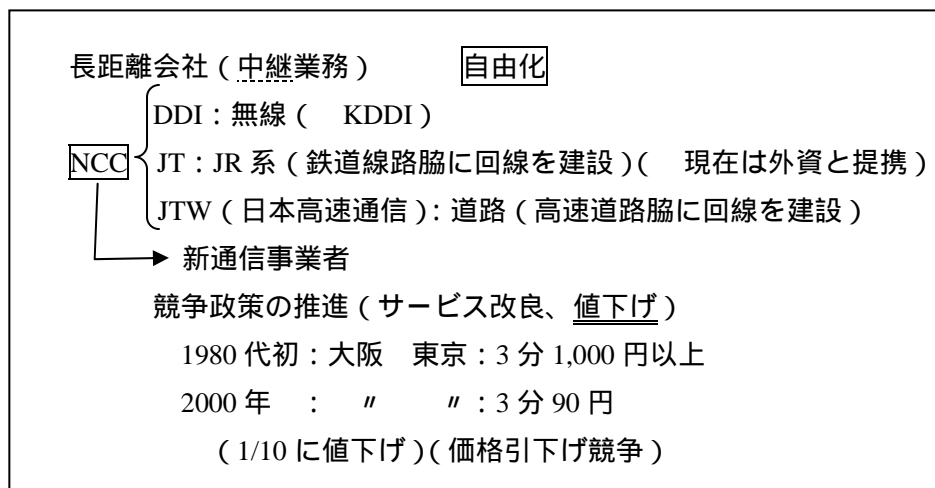 長距離会社（中継業務） 自由化
DDI：無線（ KDDI）
NCC JT：JR 系（鉄道線路脇に回線を建設）（ 現在は外資と提携）
JTW（日本高速通信）：道路（高速道路脇に回線を建設）
新通信事業者
競争政策の推進（サービス改良、値下げ）
1980 代初：大阪 東京：3 分 1,000 円以上
2000 年 ： 〃 〃：3 分 90 円
（1/10 に値下げ）（価格引下げ競争）